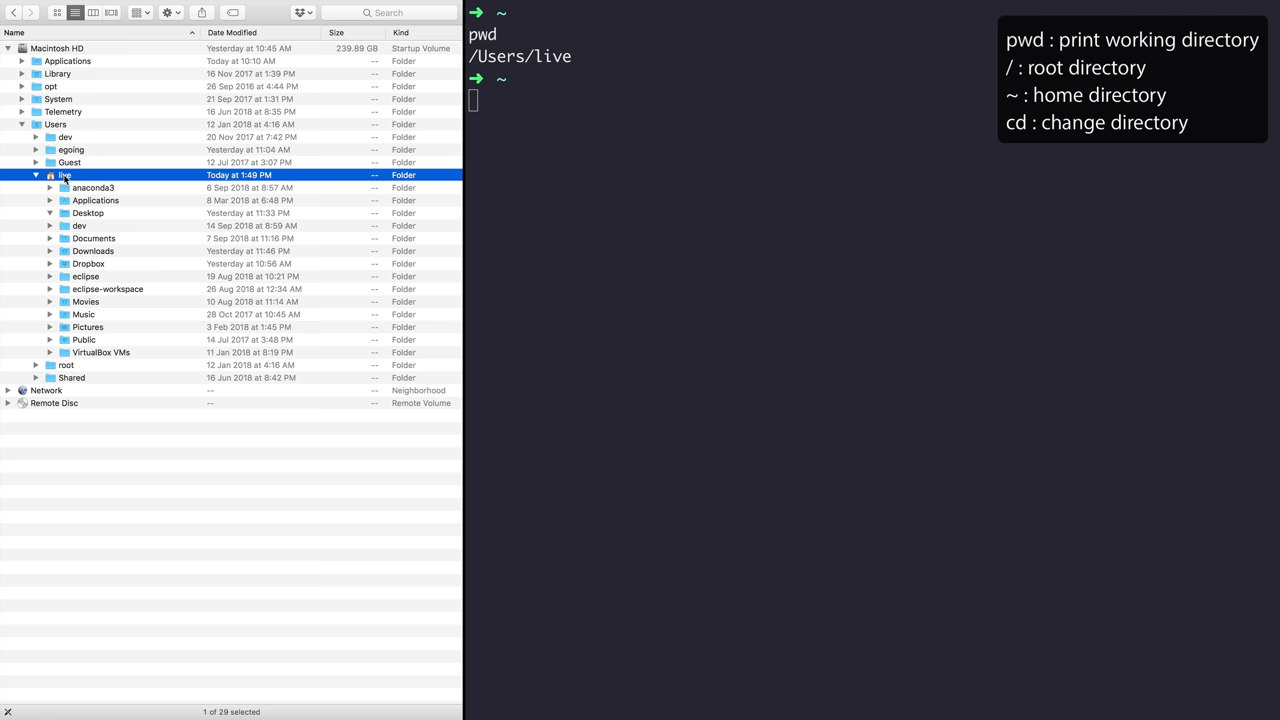 Search
Name Date Modified Size Kind
Macintosh HD Yesterday at 10:45 AM 239.89 GB Startup Volume
Applications Today at 10:10 AM -- Folder
Library 16 Nov 2017 at 1:39 PM -- Folder
opt 26 Sep 2016 at 4:44 PM -- Folder
System 21 Sep 2017 at 1:31 PM -- Folder
Telemetry 16 Jun 2018 at 8:35 PM -- Folder
Users 12 Jan 2018 at 4:16 AM -- Folder
dev 20 Nov 2017 at 7:42 PM -- Folder
egoing Yesterday at 11:04 AM -- Folder
Guest 12 Jul 2017 at 3:07 PM -- Folder
live Today at 1:49 PM -- Folder
anaconda3 6 Sep 2018 at 8:57 AM -- Folder
Applications 8 Mar 2018 at 6:48 PM -- Folder
Desktop Yesterday at 11:33 PM -- Folder
dev 14 Sep 2018 at 8:59 AM -- Folder
Documents 7 Sep 2018 at 11:16 PM -- Folder
Downloads Yesterday at 11:46 PM -- Folder
Dropbox Yesterday at 10:56 AM -- Folder
eclipse 19 Aug 2018 at 10:21 PM -- Folder
eclipse-workspace 26 Aug 2018 at 12:34 AM -- Folder
Movies 10 Aug 2018 at 11:14 AM -- Folder
Music 28 Oct 2017 at 10:45 AM -- Folder
Pictures 3 Feb 2018 at 1:45 PM -- Folder
Public 14 Jul 2017 at 3:48 PM -- Folder
VirtualBox VMs 11 Jan 2018 at 8:19 PM -- Folder
root 12 Jan 2018 at 4:16 AM -- Folder
Shared 16 Jun 2018 at 8:42 PM -- Folder
Network -- -- Neighborhood
Remote Disc -- -- Remote Volume
1 of 29 selected
➜ ~
pwd
/Users/live
➜ ~
pwd : print working directory
/ : root directory
~ : home directory
cd : change directory